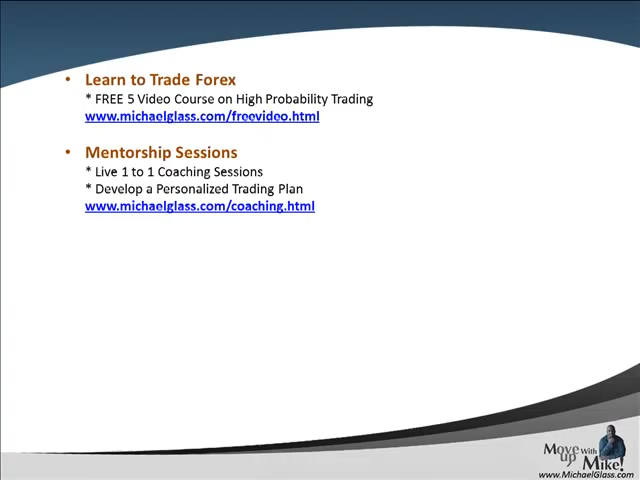 • Learn to Trade Forex
* FREE 5 Video Course on High Probability Trading
www.michaelglass.com/freevideo.html
• Mentorship Sessions
* Live 1 to 1 Coaching Sessions
* Develop a Personalized Trading Plan
www.michaelglass.com/coaching.html
Move up With Mike!
www.MichaelGlass.com